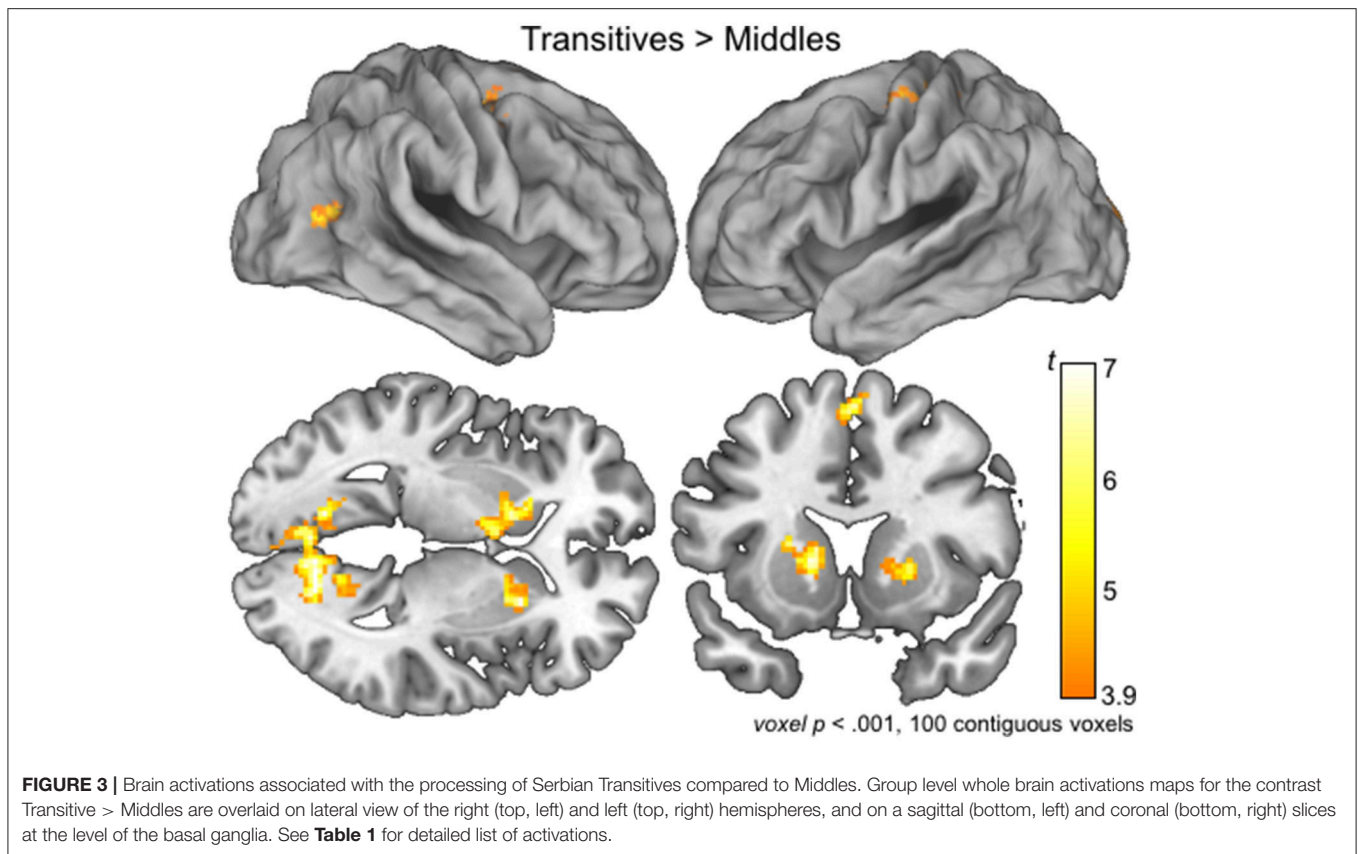 Transitives > Middles
t
7
6
5
3.9
voxel p < .001, 100 contiguous voxels
FIGURE 3 | Brain activations associated with the processing of Serbian Transitives compared to Middles. Group level whole brain activations maps for the contrast
Transitive > Middles are overlaid on lateral view of the right (top, left) and left (top, right) hemispheres, and on a sagittal (bottom, left) and coronal (bottom, right) slices
at the level of the basal ganglia. See Table 1 for detailed list of activations.